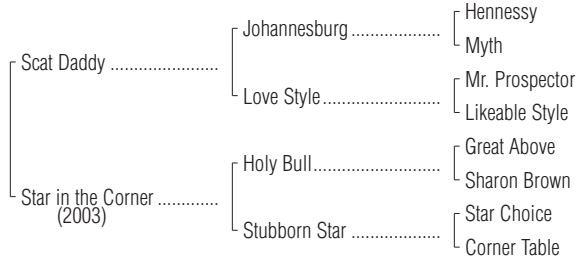 Hennessy
Johannesburg ...................
Myth
Scat Daddy .......................
Mr. Prospector
Love Style.........................
Likeable Style
Great Above
Holy Bull...........................
Sharon Brown
Star in the Corner .............
(2003)
Star Choice
Stubborn Star ...................
Corner Table